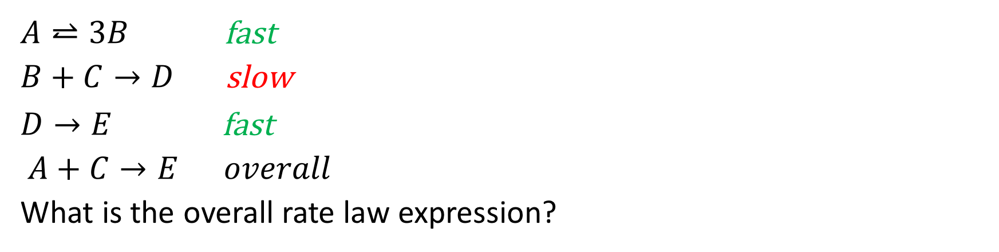 A ⇌ 3B fast
B + C → D slow
D → E fast
A + C → E overall
What is the overall rate law expression?